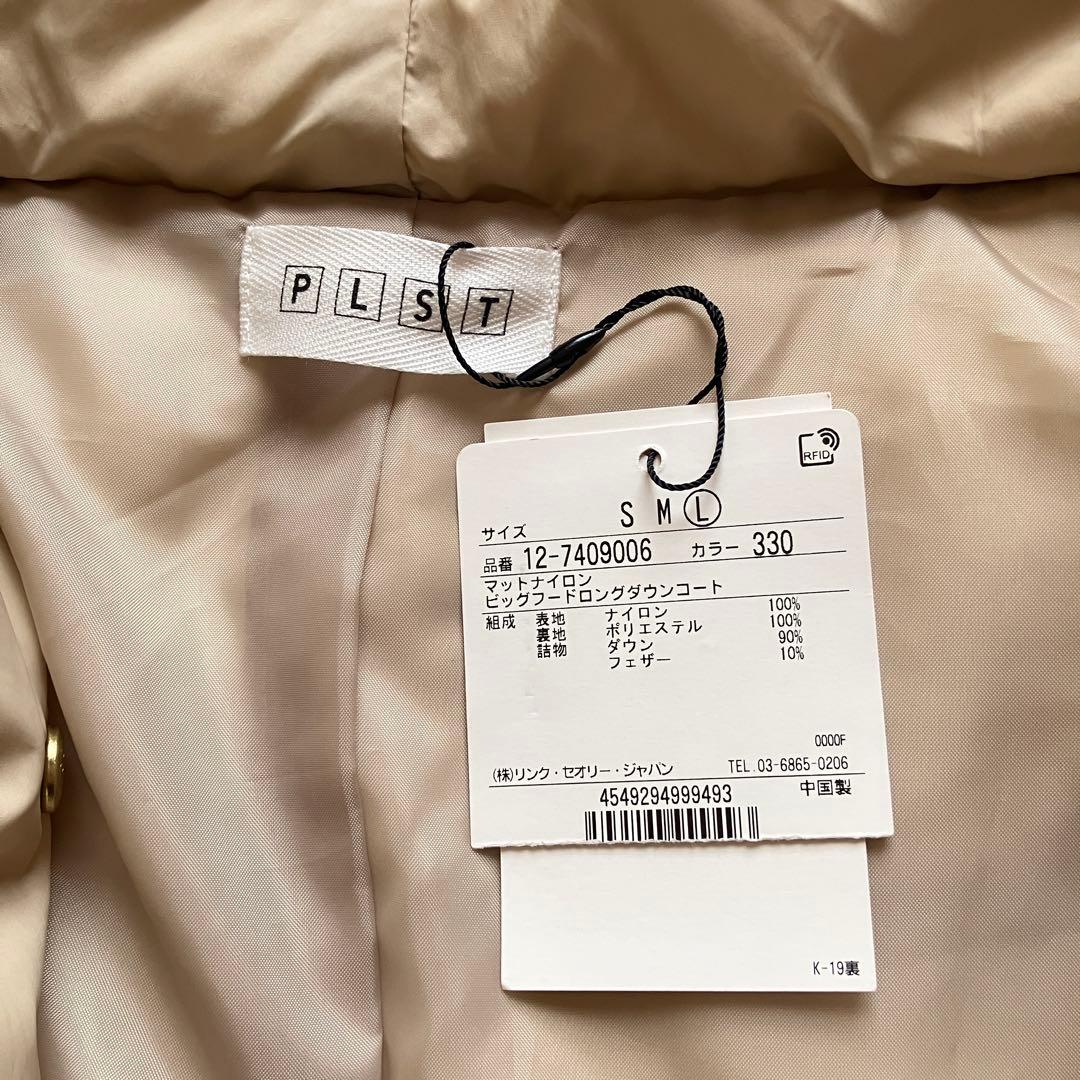 PLST
RFID
サイズ S M L
品番 12-7409006 カラー 330
マットナイロン
ビッグフードロングダウンコート
組成 表地 ナイロン 100%
裏地 ポリエステル 100%
詰物 ダウン 90%
フェザー 10%
0000F
(株)リンク・セオリー・ジャパン TEL.03-6865-0206
4549294999493 中国製
K-19裏